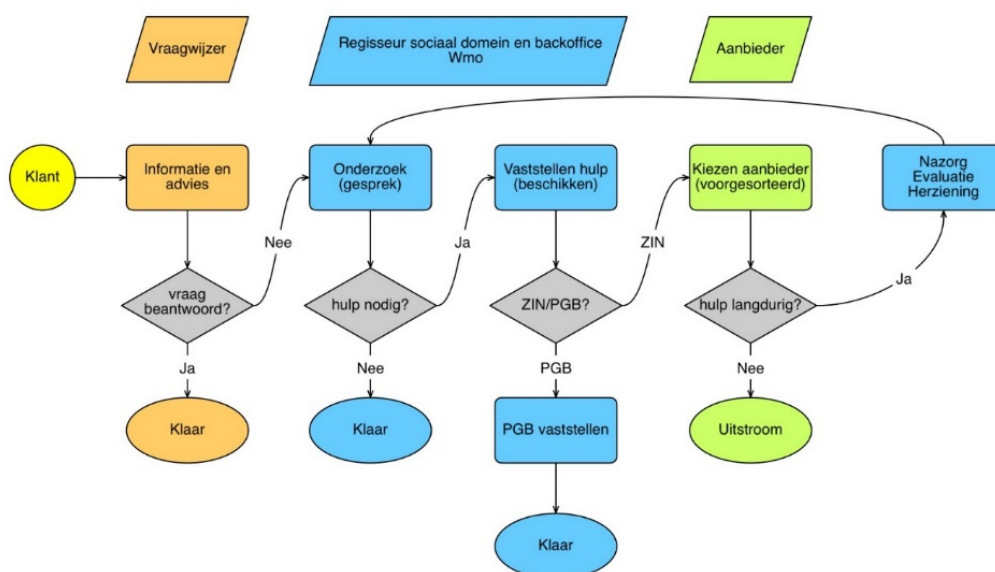 Vraagwijzer
Regisseur sociaal domein en backoffice
Wmo
Aanbieder
Klant
Informatie en
advies
Onderzoek
(gesprek)
Vaststellen hulp
(beschikken)
Kiezen aanbieder
(voorgesorteerd)
Nazorg
Evaluatie
Herziening
Nee
Ja
ZIN
Ja
vraag
beantwoord?
hulp nodig?
ZIN/PGB?
hulp langdurig?
Ja
Nee
PGB
Nee
Klaar
Klaar
PGB vaststellen
Uitstroom
Klaar